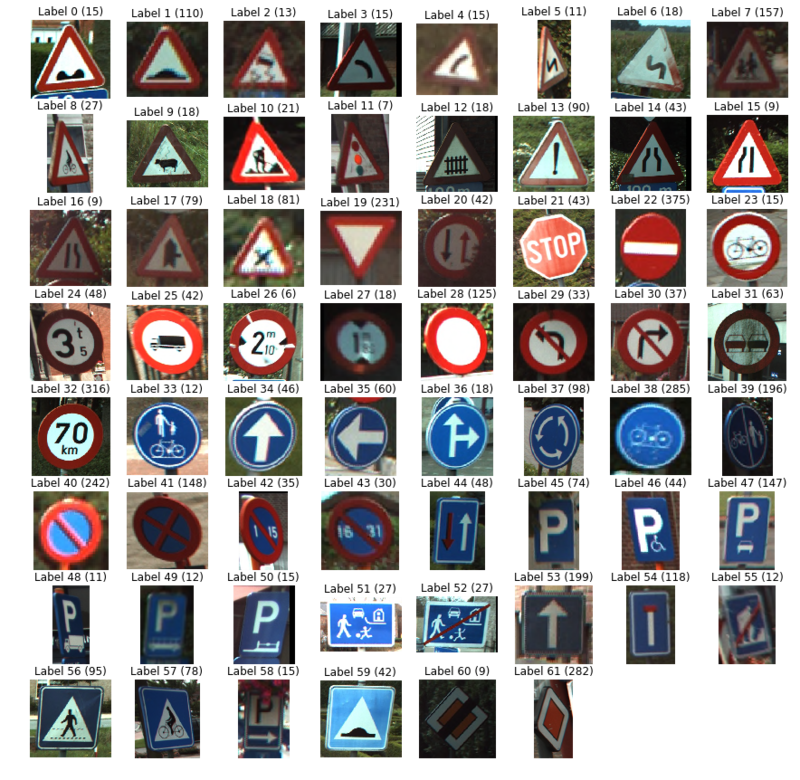 Label 0 (15) Label 1 (110) Label 2 (13) Label 3 (15) Label 4 (15) Label 5 (11) Label 6 (18) Label 7 (157)
Label 8 (27) Label 9 (18) Label 10 (21) Label 11 (7) Label 12 (18) Label 13 (90) Label 14 (43) Label 15 (9)
Label 16 (9) Label 17 (79) Label 18 (81) Label 19 (231) Label 20 (42) Label 21 (43) Label 22 (375) Label 23 (15)
STOP
Label 24 (48) Label 25 (42) Label 26 (6) Label 27 (18) Label 28 (125) Label 29 (33) Label 30 (37) Label 31 (63)
3t5 2m10
Label 32 (316) Label 33 (12) Label 34 (46) Label 35 (60) Label 36 (18) Label 37 (98) Label 38 (285) Label 39 (196)
70
km
Label 40 (242) Label 41 (148) Label 42 (35) Label 43 (30) Label 44 (48) Label 45 (74) Label 46 (44) Label 47 (147)
1 15 16 31 P P P
Label 48 (11) Label 49 (12) Label 50 (15) Label 51 (27) Label 52 (27) Label 53 (199) Label 54 (118) Label 55 (12)
P P P
Label 56 (95) Label 57 (78) Label 58 (15) Label 59 (42) Label 60 (9) Label 61 (282)
P